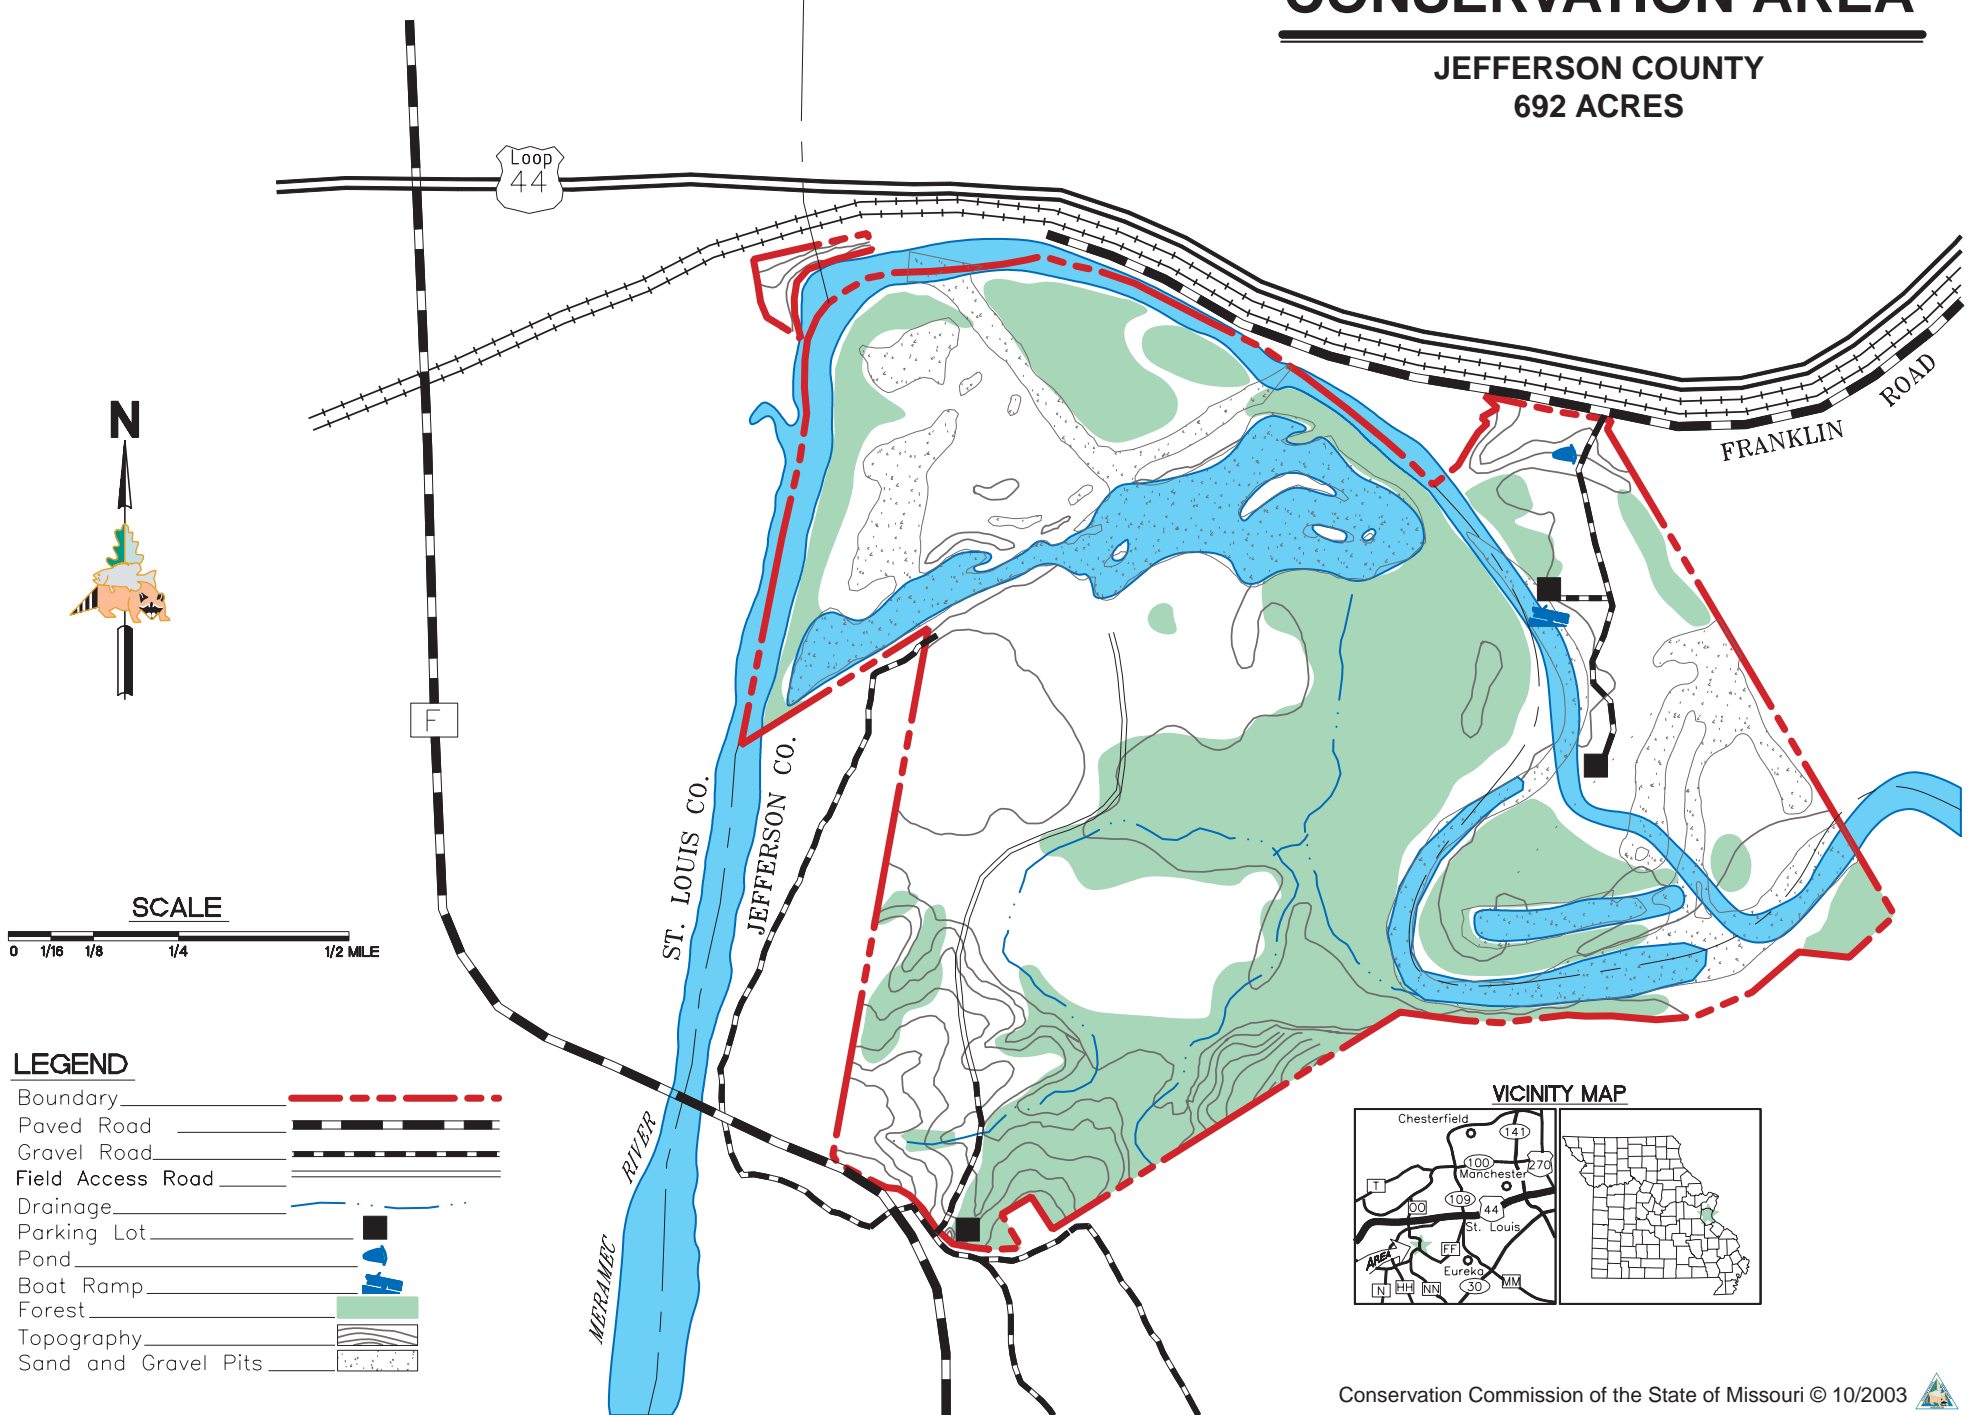 CONSERVATION AREA
JEFFERSON COUNTY
692 ACRES
Loop
44
FRANKLIN ROAD
N
F
ST. LOUIS CO.
JEFFERSON CO.
SCALE
0 1/16 1/8 1/4 1/2 MILE
MERAMEC RIVER
LEGEND
Boundary
Paved Road
Gravel Road
Field Access Road
Drainage
Parking Lot
Pond
Boat Ramp
Forest
Topography
Sand and Gravel Pits
VICINITY MAP
Chesterfield
141
100
270
Manchester
T
109
OO
44
St. Louis
AREA
FF
Eureka
N
HH
NN
30
MM
Conservation Commission of the State of Missouri © 10/2003